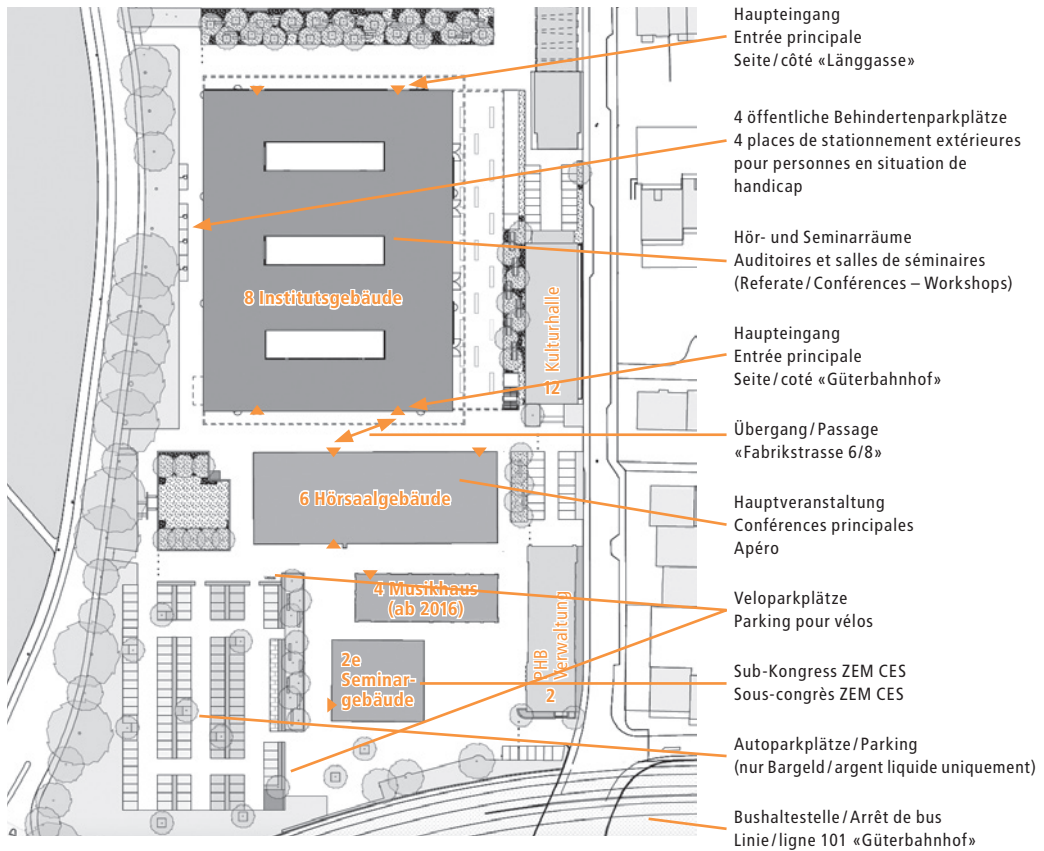 Haupteingang
Entrée principale
Seite/côté «Länggasse»
4 öffentliche Behindertenparkplätze
4 places de stationnement extérieures
pour personnes en situation de
handicap
Hör- und Seminarräume
Auditoires et salles de séminaires
(Referate/Conférences – Workshops)
Haupteingang
Entrée principale
Seite/coté «Güterbahnhof»
Übergang/Passage
«Fabrikstrasse 6/8»
Hauptveranstaltung
Conférences principales
Apéro
Veloparkplätze
Parking pour vélos
Sub-Kongress ZEM CES
Sous-congrès ZEM CES
Autoparkplätze/Parking
(nur Bargeld/argent liquide uniquement)
Bushaltestelle/Arrêt de bus
Linie/ligne 101 «Güterbahnhof»
8 Institutsgebäude
12 Kulturhalle
6 Hörsaalgebäude
4 Musikhaus
(ab 2016)
2e
Seminar-
gebäude
PHB
2 Verwaltung